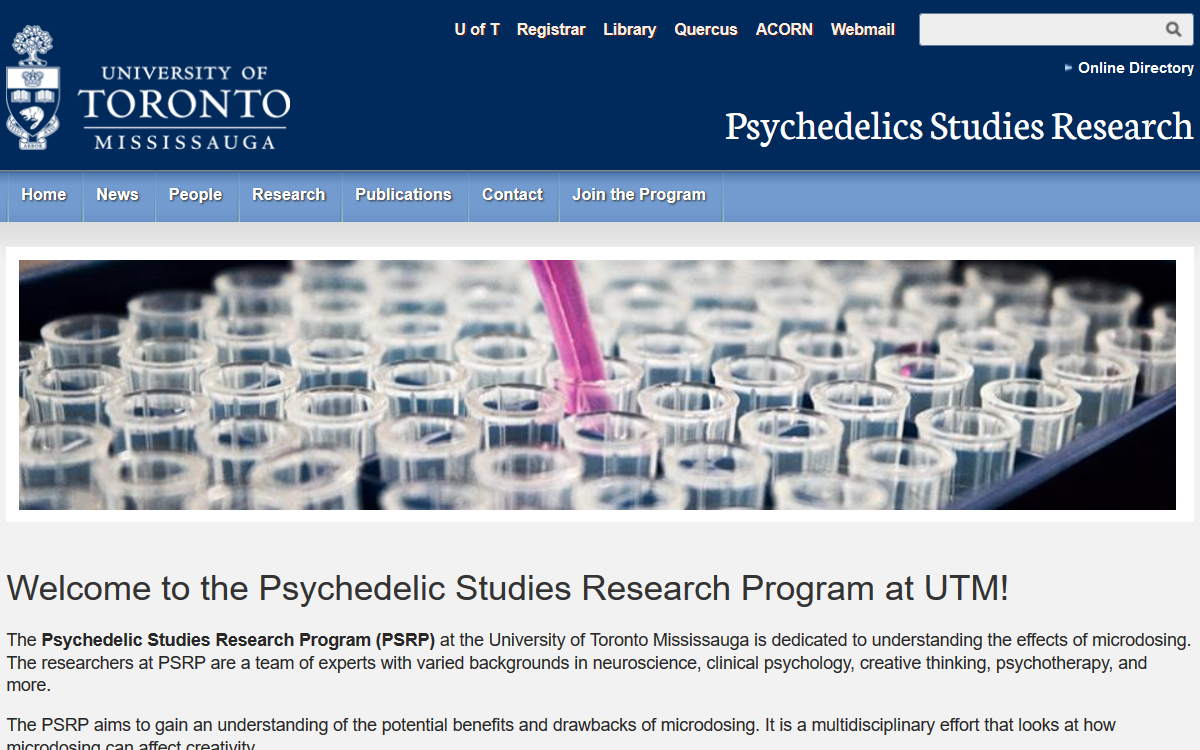 U of T Registrar Library Quercus ACORN Webmail
Online Directory
UNIVERSITY OF
TORONTO
MISSISSAUGA
Psychedelics Studies Research
Home News People Research Publications Contact Join the Program
Welcome to the Psychedelic Studies Research Program at UTM!
The Psychedelic Studies Research Program (PSRP) at the University of Toronto Mississauga is dedicated to understanding the effects of microdosing.
The researchers at PSRP are a team of experts with varied backgrounds in neuroscience, clinical psychology, creative thinking, psychotherapy, and
more.
The PSRP aims to gain an understanding of the potential benefits and drawbacks of microdosing. It is a multidisciplinary effort that looks at how
microdosing can affect creativity